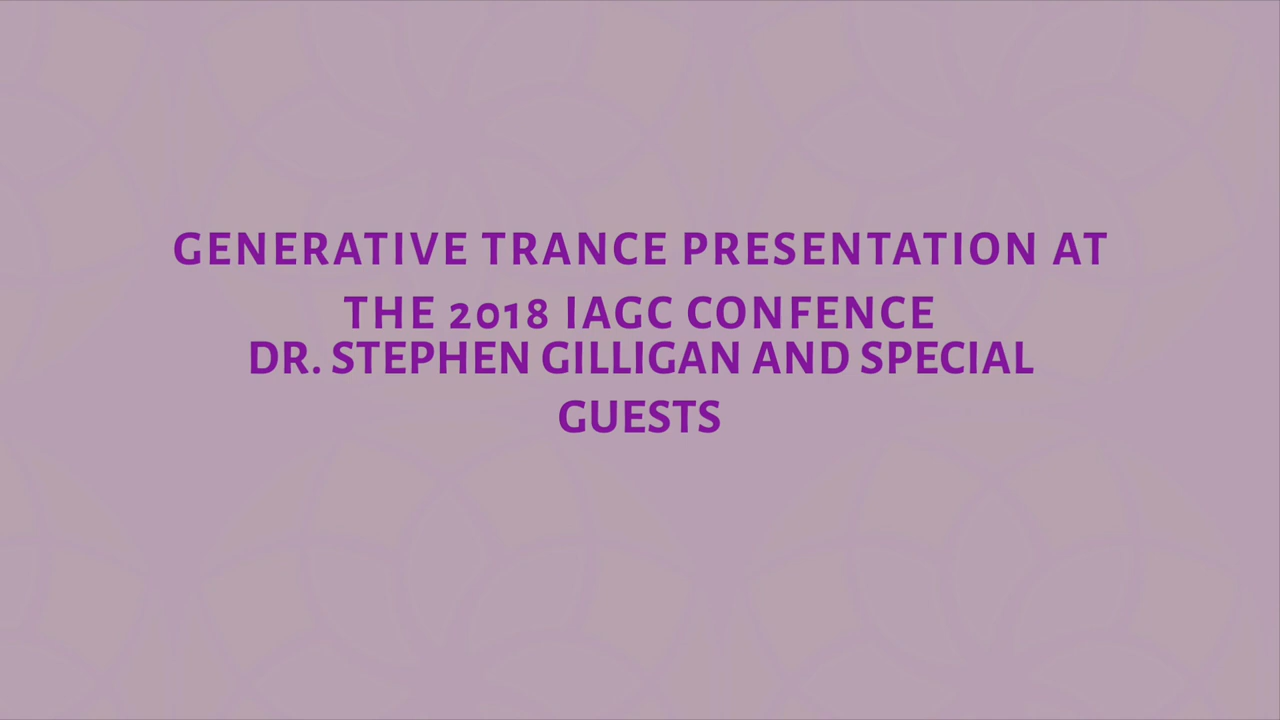 GENERATIVE TRANCE PRESENTATION AT
THE 2018 IAGC CONFENCE
DR. STEPHEN GILLIGAN AND SPECIAL
GUESTS